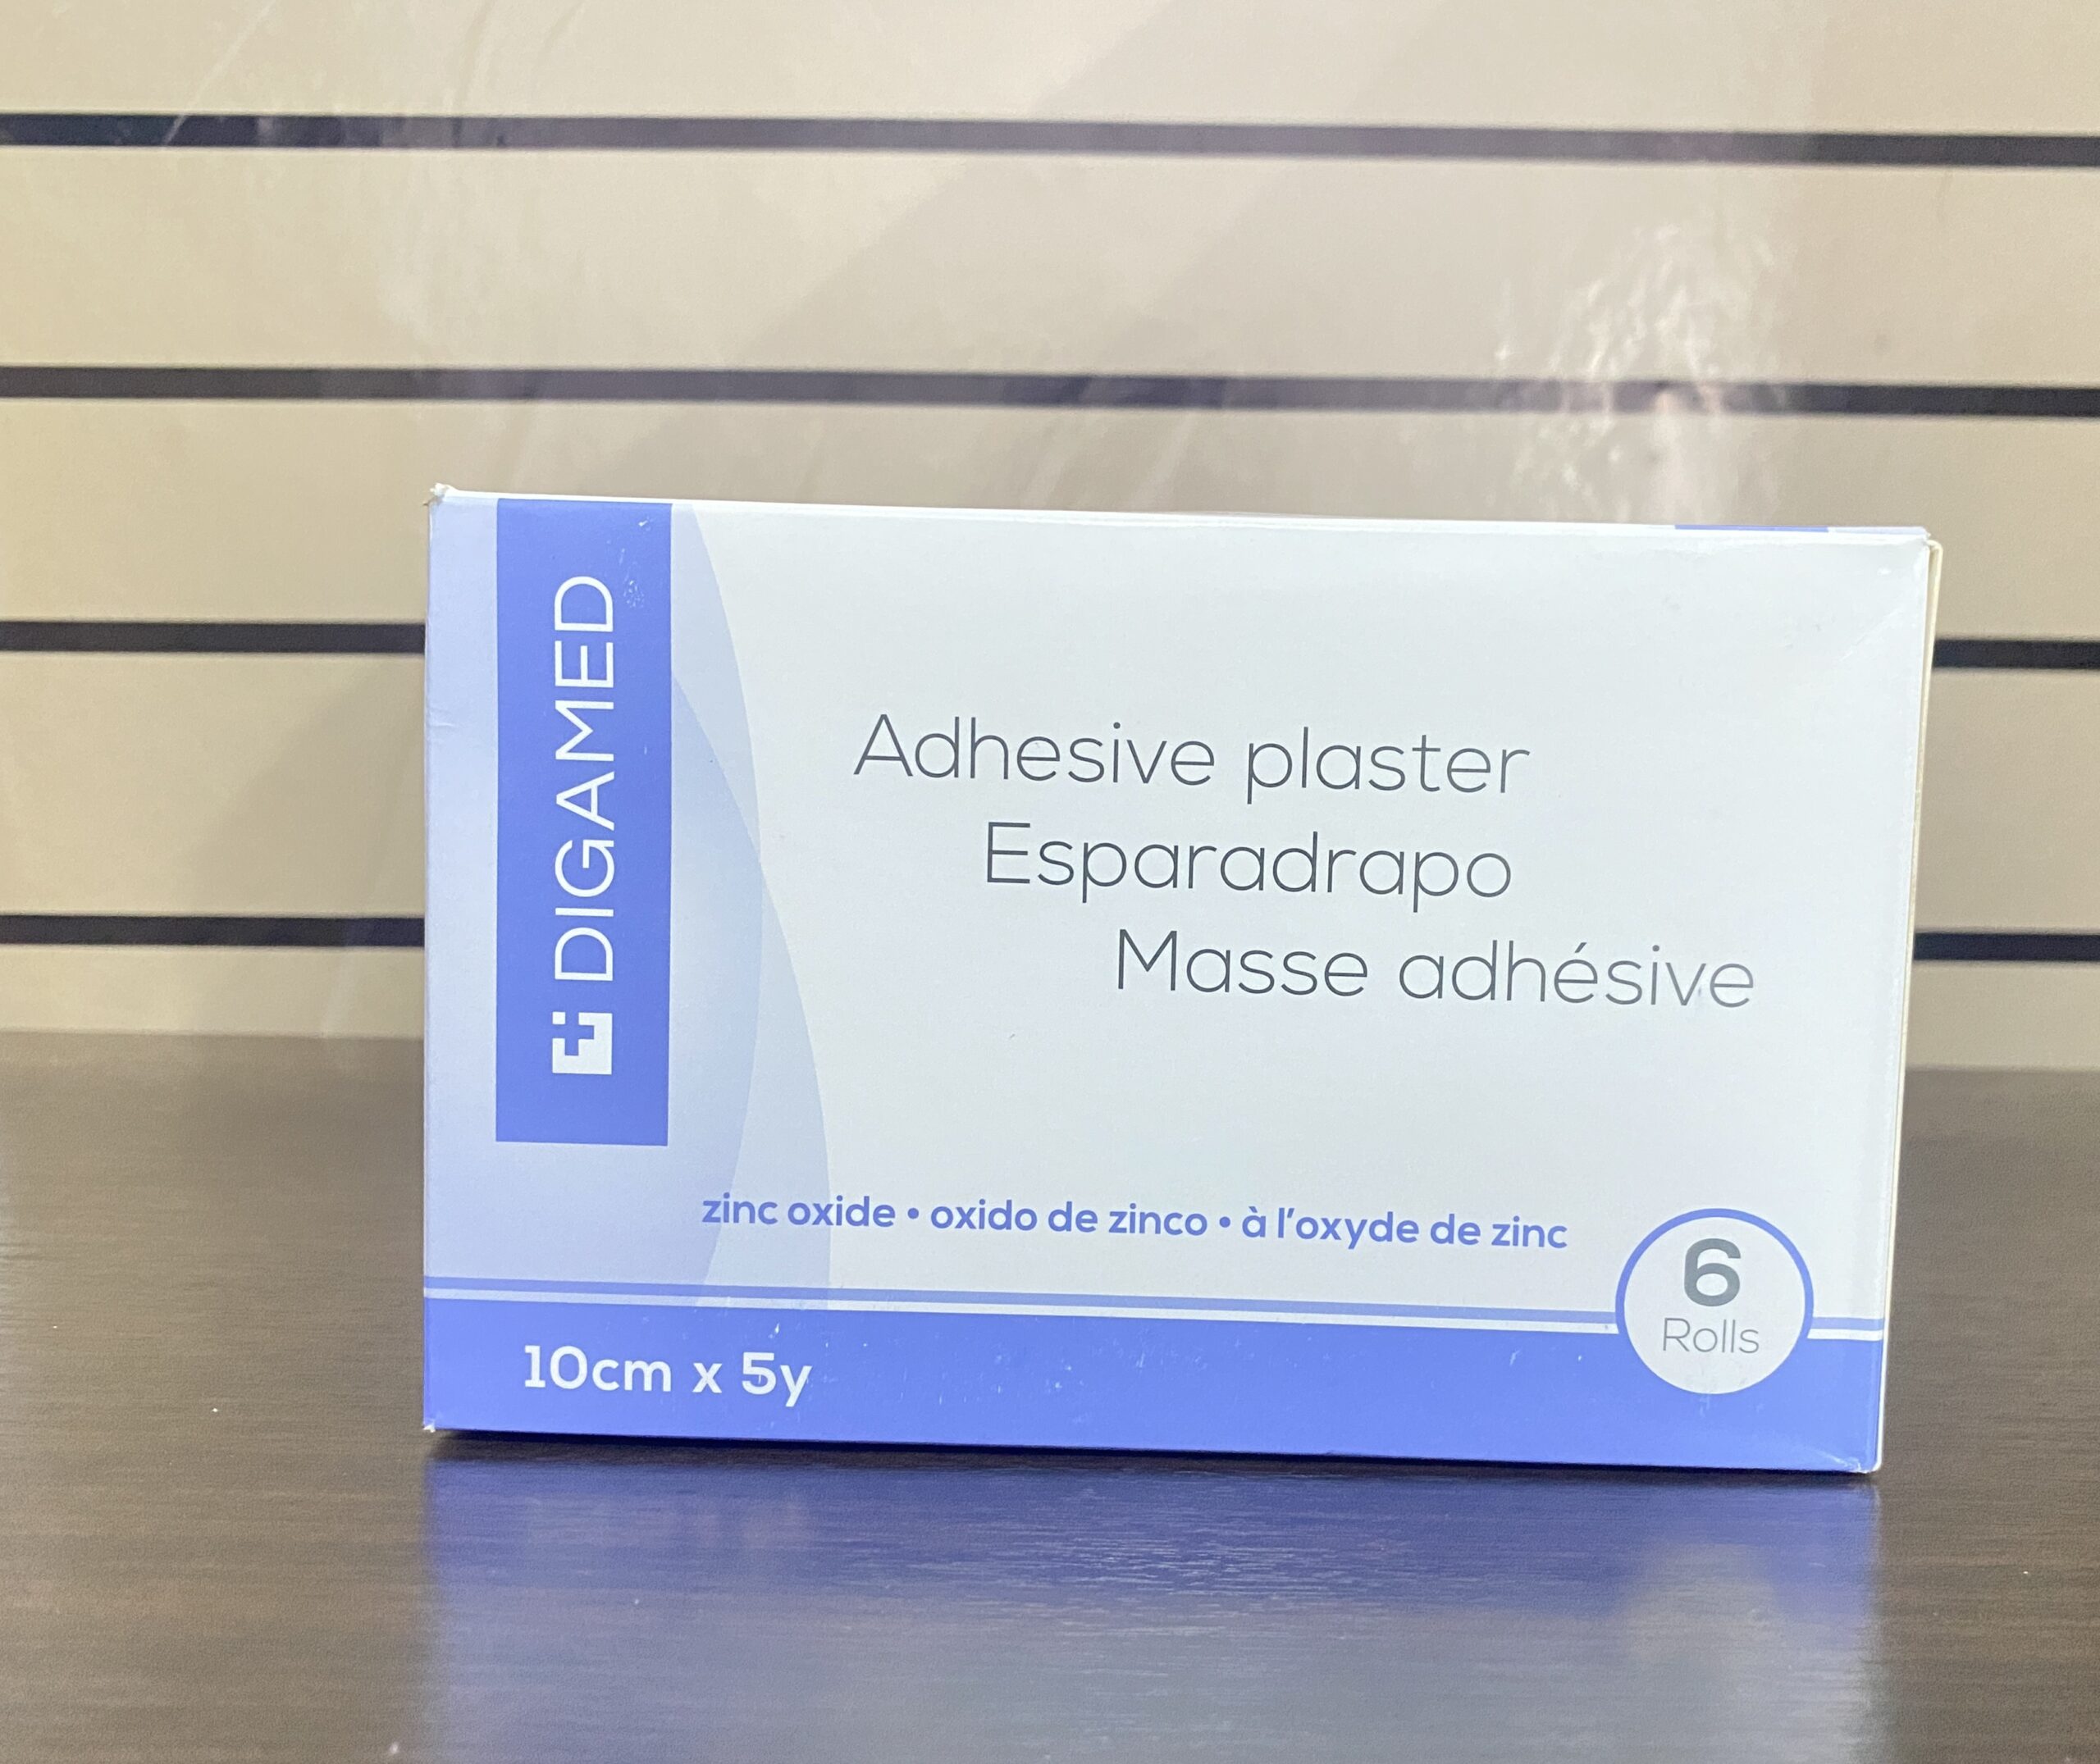 DIGAMED
Adhesive plaster
Esparadrapo
Masse adhésive
zinc oxide • oxido de zinco • à l'oxyde de zinc
6
Rolls
10cm x 5y